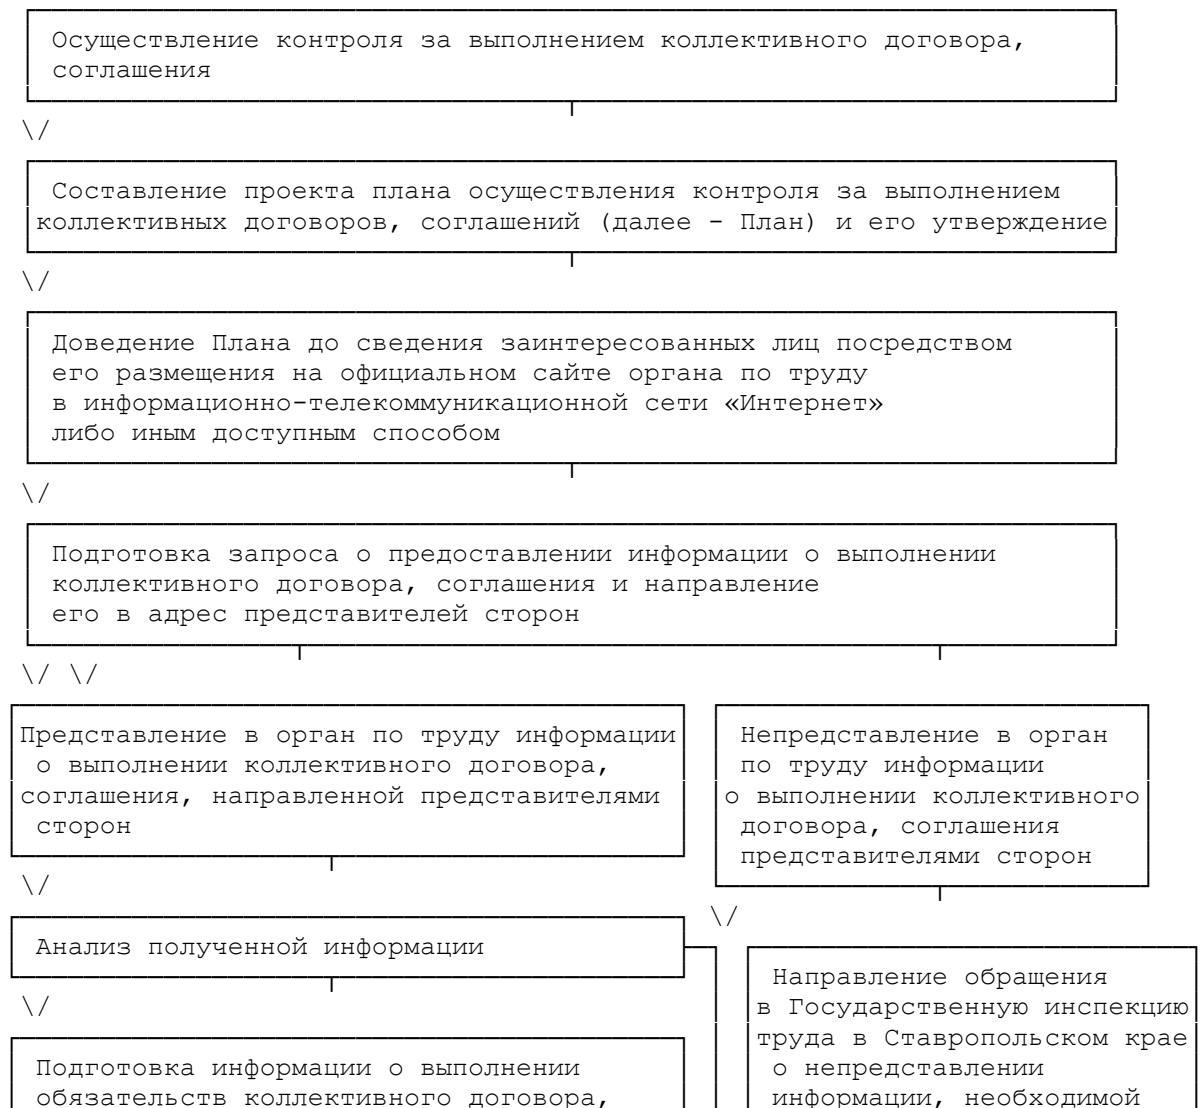 Осуществление контроля за выполнением коллективного договора,
соглашения
\/
Составление проекта плана осуществления контроля за выполнением
коллективных договоров, соглашений (далее - План) и его утверждение
\/
Доведение Плана до сведения заинтересованных лиц посредством
его размещения на официальном сайте органа по труду
в информационно-телекоммуникационной сети «Интернет»
либо иным доступным способом
\/
Подготовка запроса о предоставлении информации о выполнении
коллективного договора, соглашения и направление
его в адрес представителей сторон
\/ \/
Представление в орган по труду информации
о выполнении коллективного договора,
соглашения, направленной представителями
сторон
\/
Непредставление в орган
по труду информации
о выполнении коллективного
договора, соглашения
представителями сторон
\/
Анализ полученной информации
\/
Направление обращения
в Государственную инспекцию
труда в Ставропольском крае
о непредставлении
информации, необходимой
Подготовка информации о выполнении
обязательств коллективного договора,